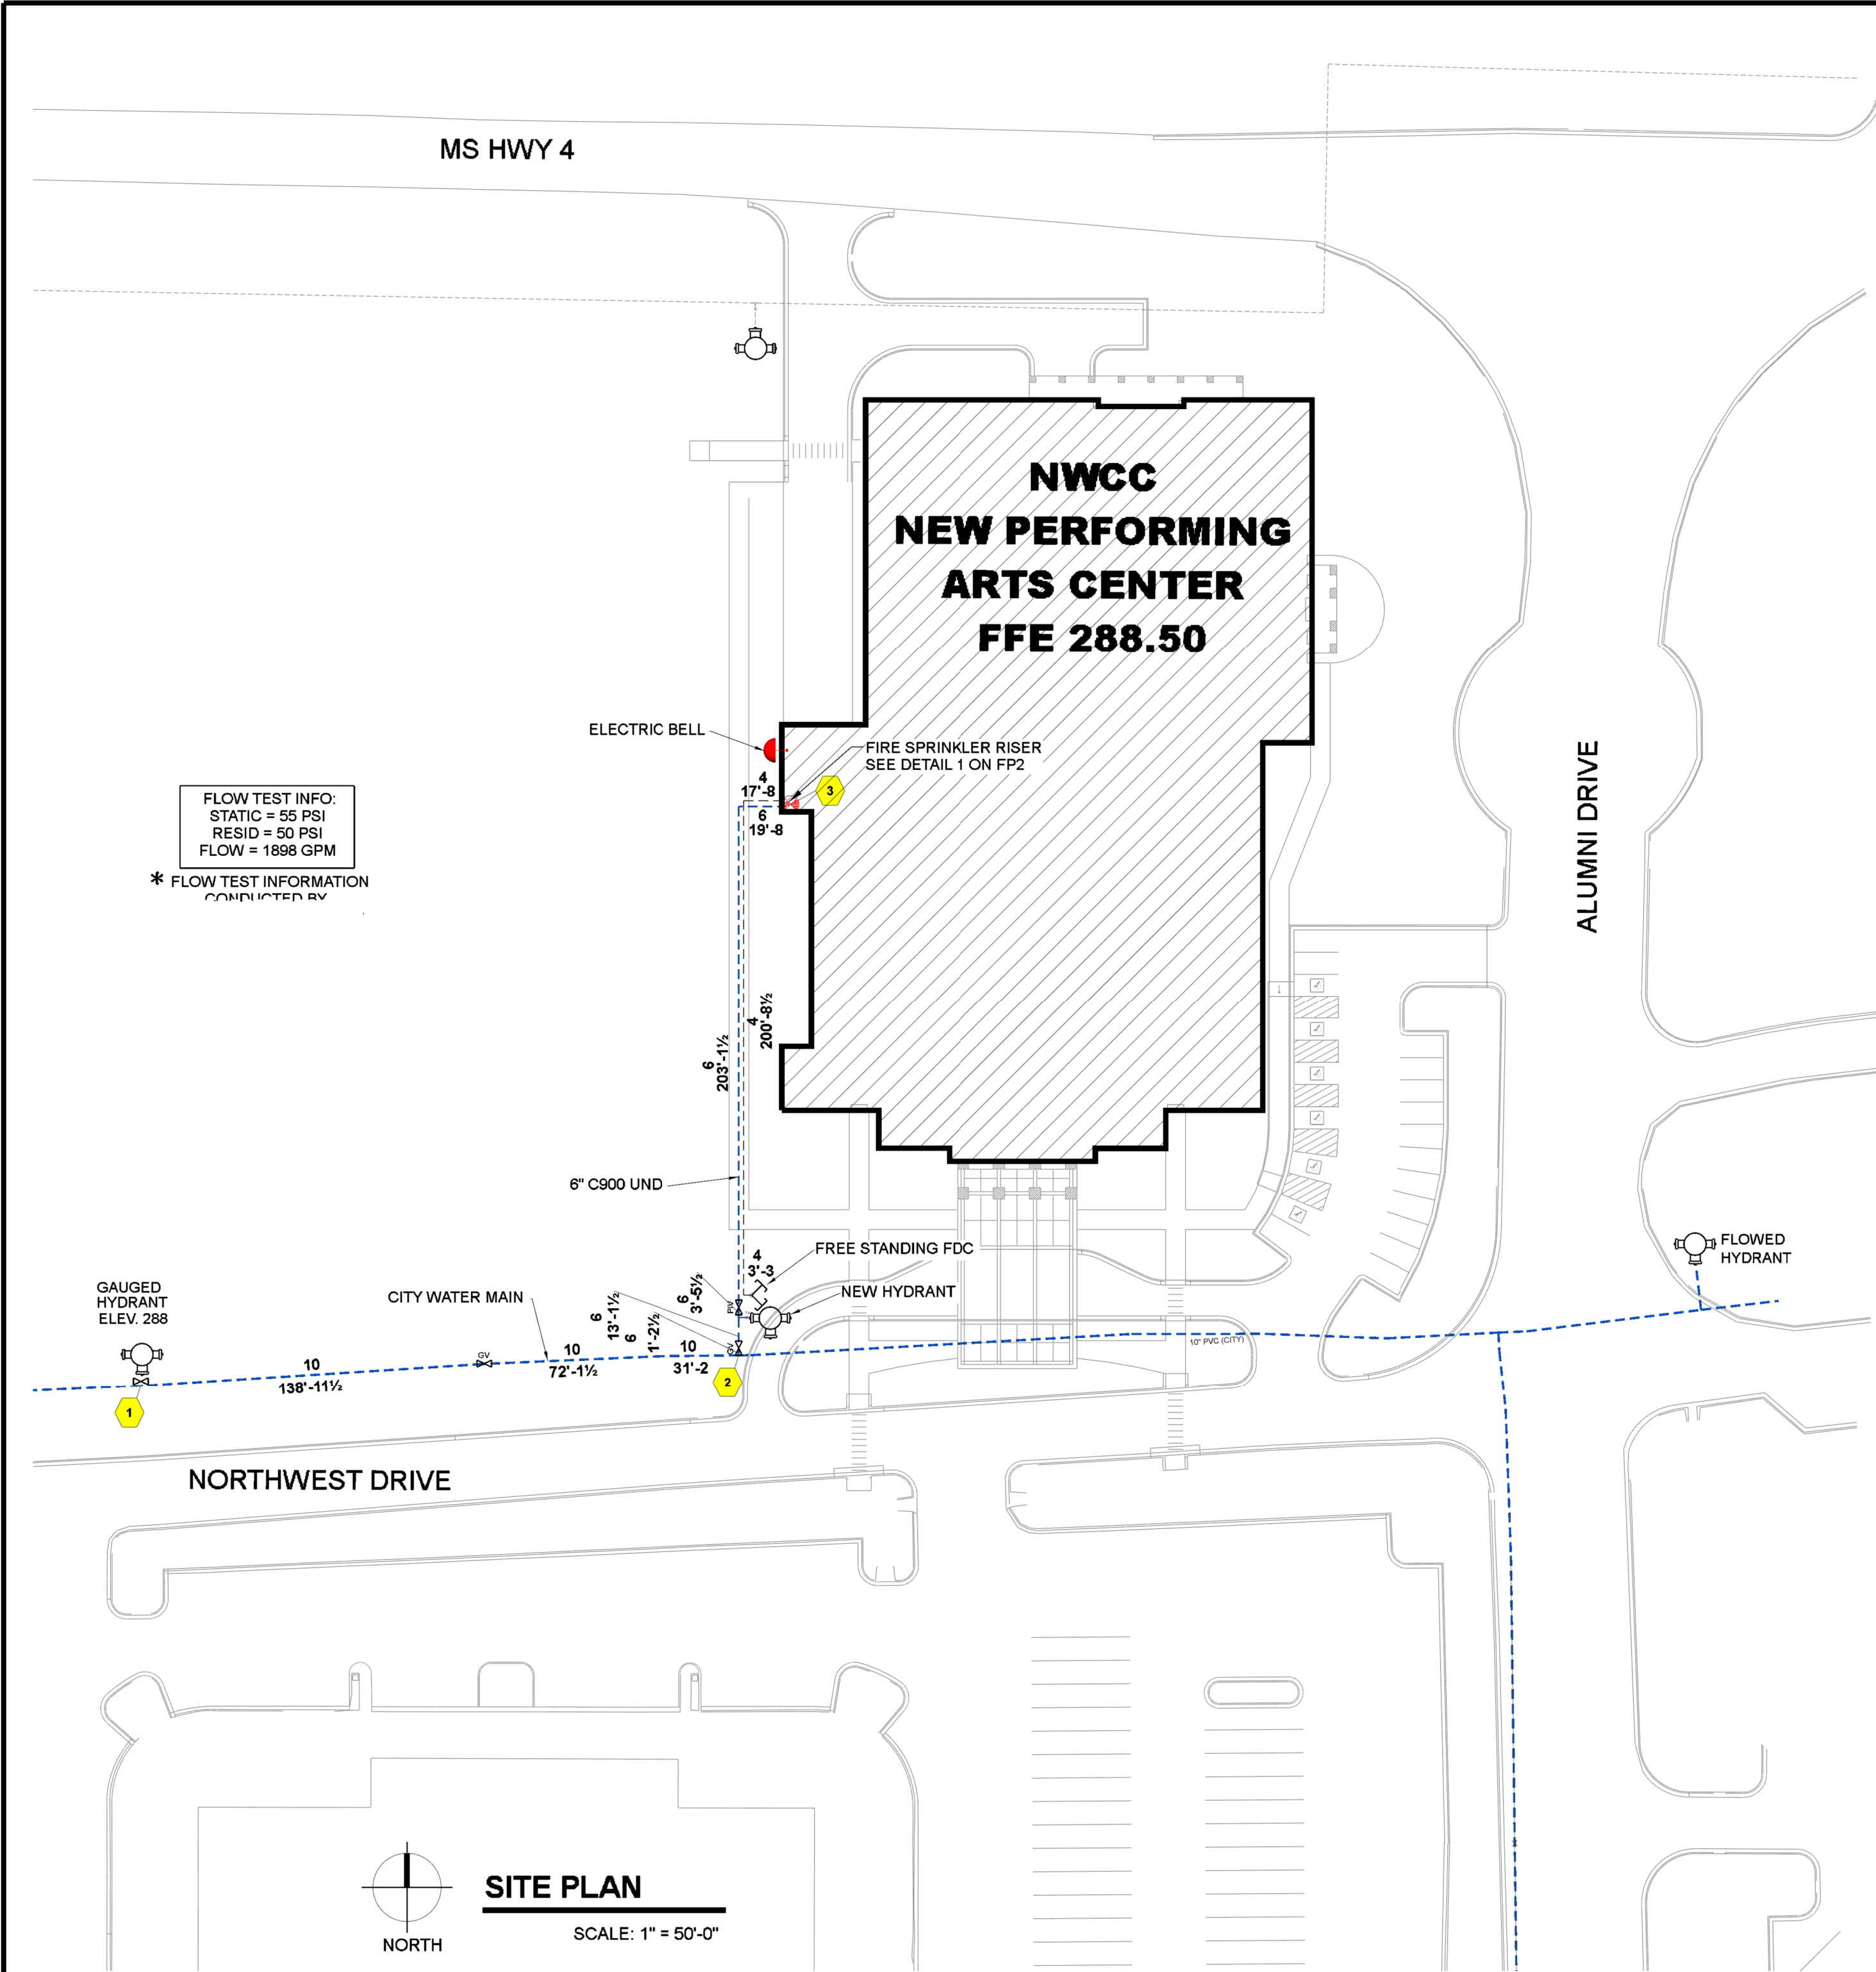 MS HWY 4
NWCC
NEW PERFORMING
ARTS CENTER
FFE 288.50
ELECTRIC BELL
FIRE SPRINKLER RISER
SEE DETAIL 1 ON FP2
3
4
17'-8
6
19'-8
FLOW TEST INFO:
STATIC = 55 PSI
RESID = 50 PSI
FLOW = 1898 GPM
* FLOW TEST INFORMATION
CONDUCTED BY
ALUMNI DRIVE
4
200'-8½
6
203'-1½
6" C900 UND
FREE STANDING FDC
4
3'-3
NEW HYDRANT
6
3'-5½
PIV
6
13'-1½
6
1'-2½
GV
FLOWED
HYDRANT
GAUGED
HYDRANT
ELEV. 288
CITY WATER MAIN
10
138'-11½
GV
10
72'-1½
10
31'-2
10" PVC (CITY)
1
2
NORTHWEST DRIVE
NORTH
SITE PLAN
SCALE: 1" = 50'-0"